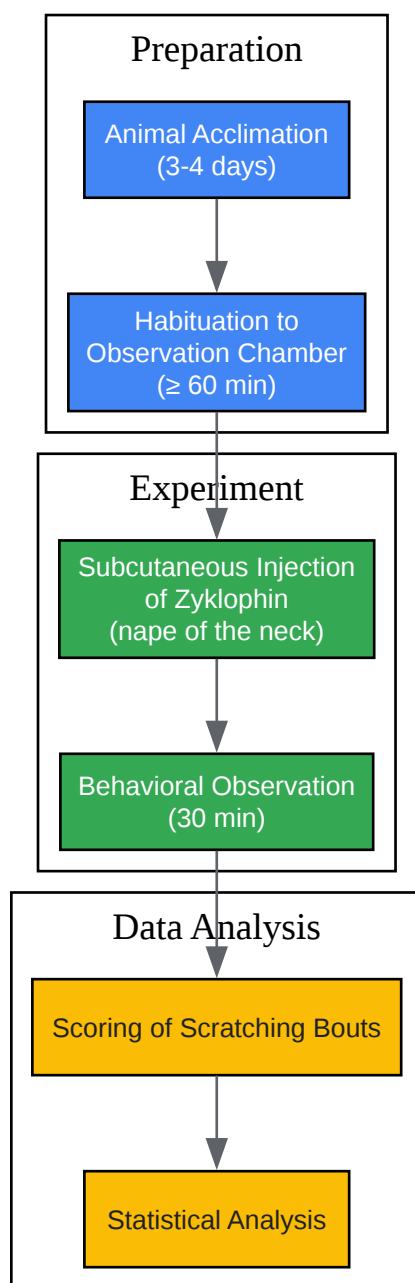 Preparation
Animal Acclimation
(3-4 days)
Habituation to
Observation Chamber
(≥ 60 min)
Experiment
Subcutaneous Injection
of Zyklophin
(nape of the neck)
Behavioral Observation
(30 min)
Data Analysis
Scoring of Scratching Bouts
Statistical Analysis